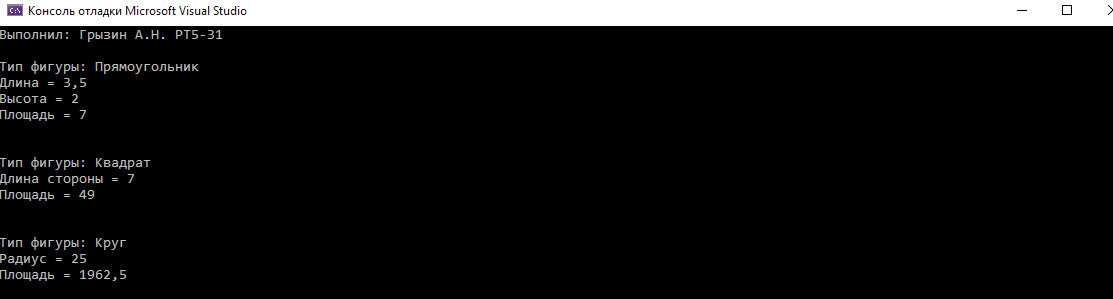 Консоль отладки Microsoft Visual Studio
Выполнил: Грызин А.Н. РТ5-31
Тип фигуры: Прямоугольник
Длина = 3,5
Высота = 2
Площадь = 7
Тип фигуры: Квадрат
Длина стороны = 7
Площадь = 49
Тип фигуры: Круг
Радиус = 25
Площадь = 1962,5